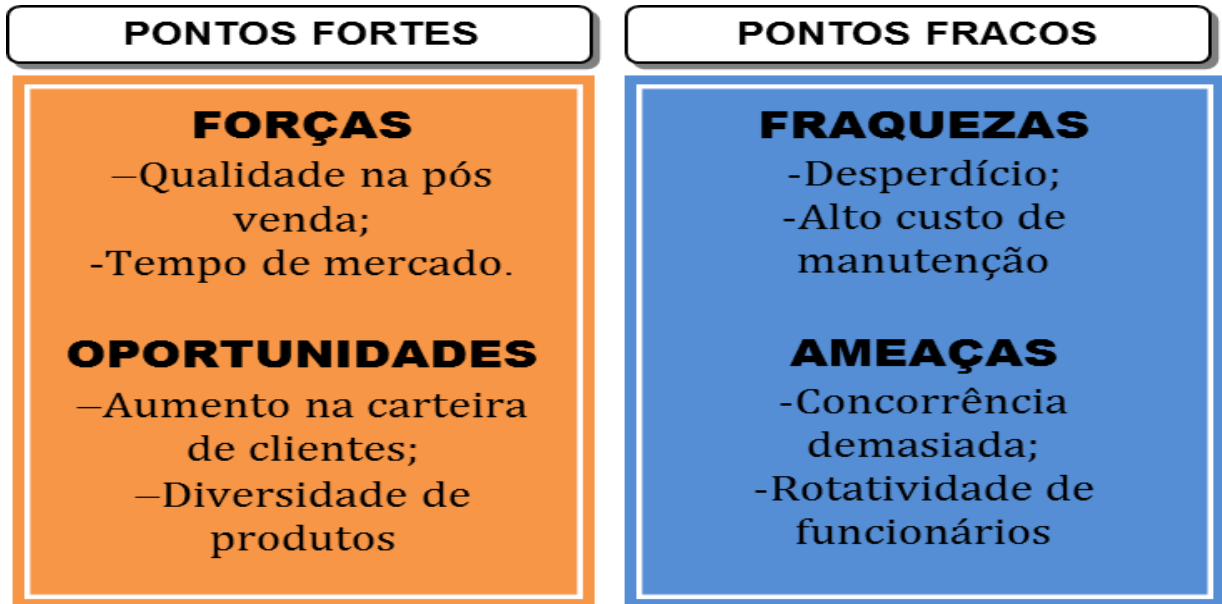 PONTOS FORTES
FORÇAS
–Qualidade na pós
venda;
-Tempo de mercado.
OPORTUNIDADES
–Aumento na carteira
de clientes;
–Diversidade de
produtos
PONTOS FRACOS
FRAQUEZAS
-Desperdício;
-Alto custo de
manutenção
AMEAÇAS
-Concorrência
demasiada;
-Rotatividade de
funcionários